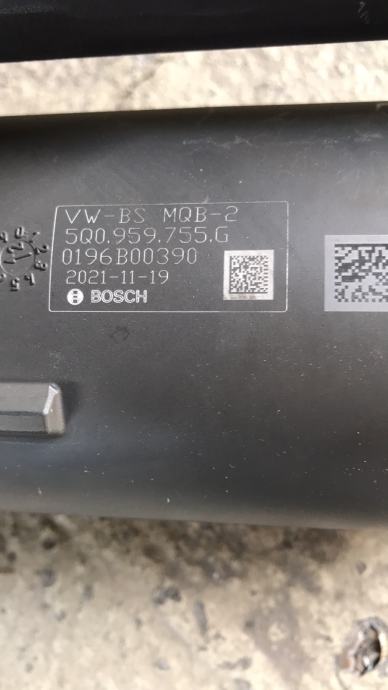 VW-BS MQB-2
5Q0.959.755.G
0196B00390
2021-11-19
BOSCH